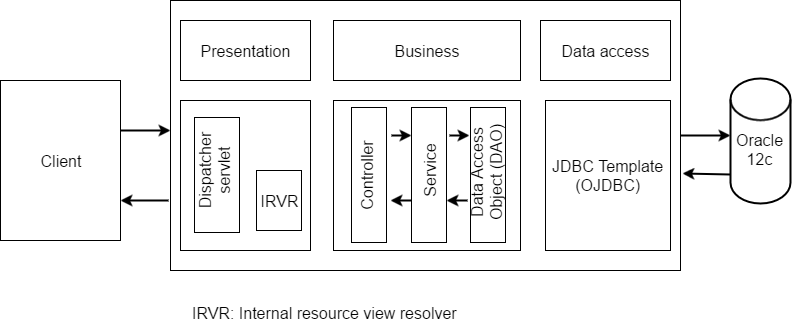 Presentation
Business
Data access
Client
Dispatcher
servlet
IRVR
Controller
Service
Data Access
Object (DAO)
JDBC Template
(OJDBC)
Oracle
12c
IRVR: Internal resource view resolver